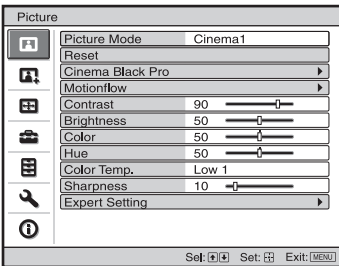 Picture
Picture Mode Cinema1
Reset
Cinema Black Pro
Motionflow
Contrast 90
Brightness 50
Color 50
Hue 50
Color Temp. Low 1
Sharpness 10
Expert Setting
Sel: Set: Exit: MENU